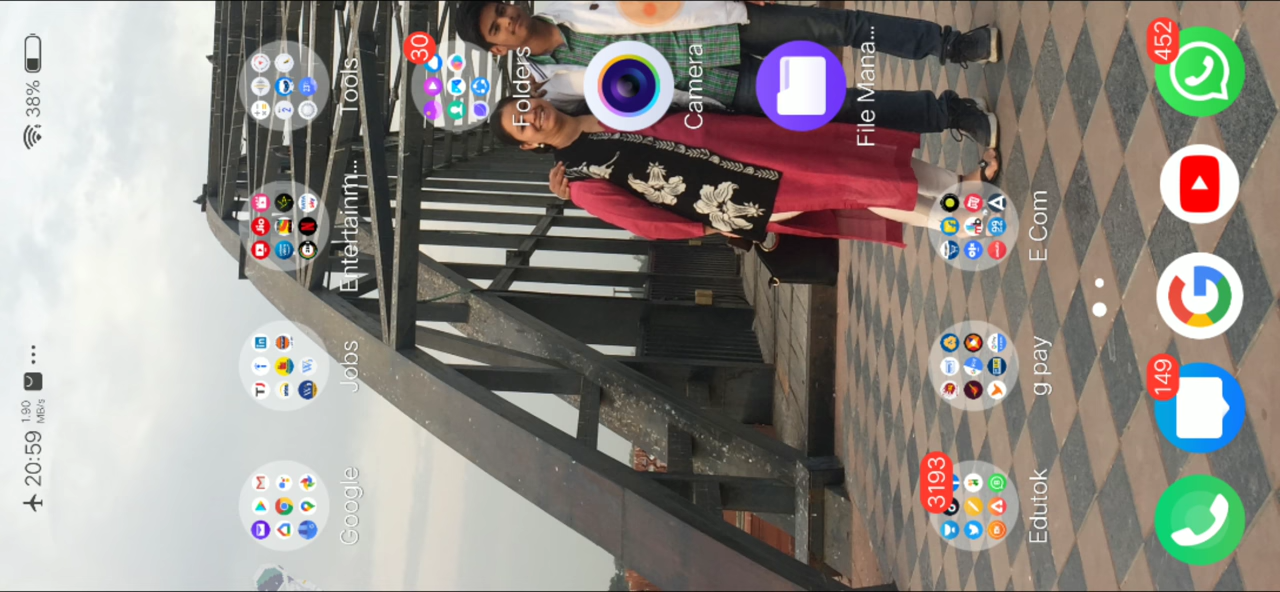 20:59 1.90 MB/s ... 38%
Google Jobs Entertainm... Tools
30
Folders
Camera
File Mana...
3193
Edutok g pay E Com
149 452